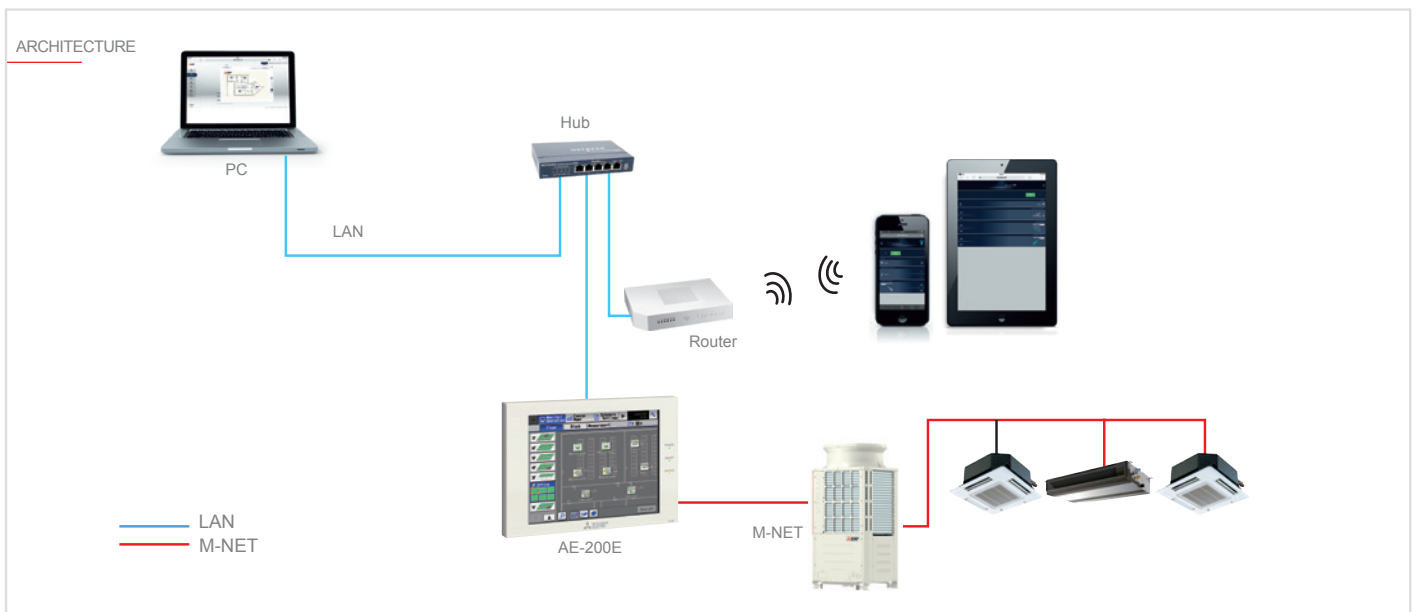 ARCHITECTURE
PC
Hub
LAN
Router
LAN
M-NET
AE-200E
M-NET